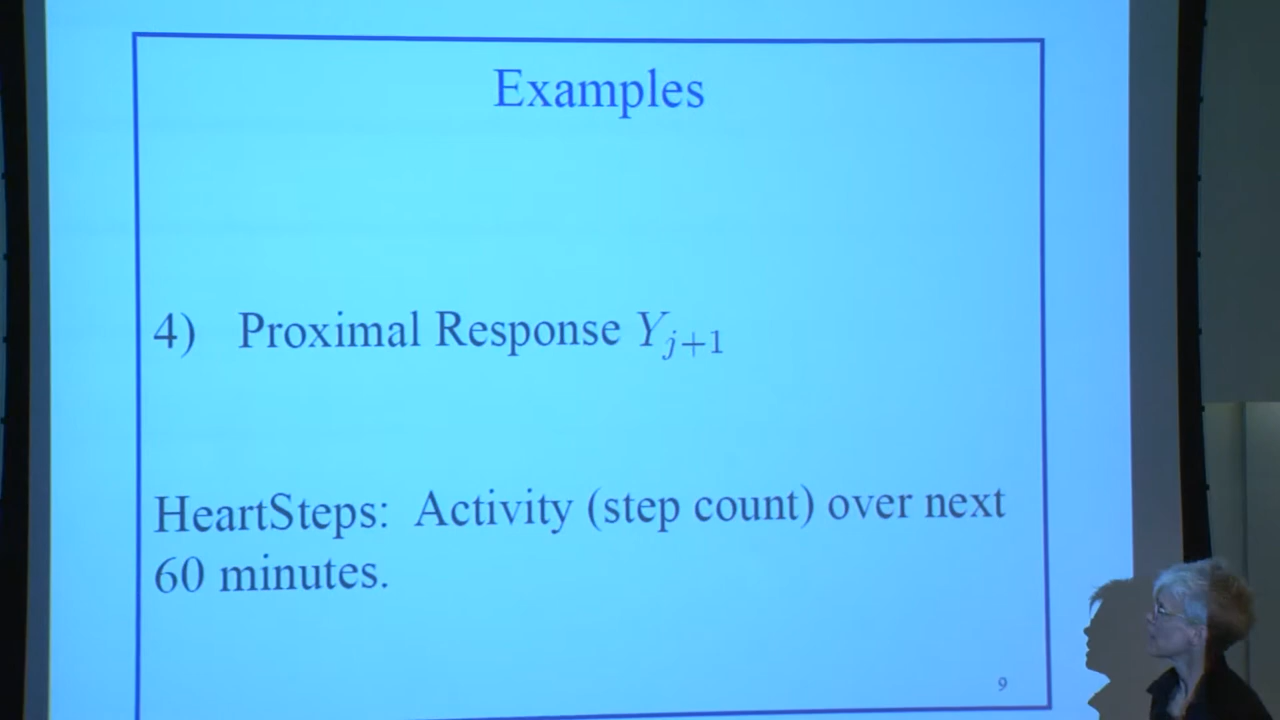 Examples
4) Proximal Response Y_{j+1}
HeartSteps: Activity (step count) over next
60 minutes.
9